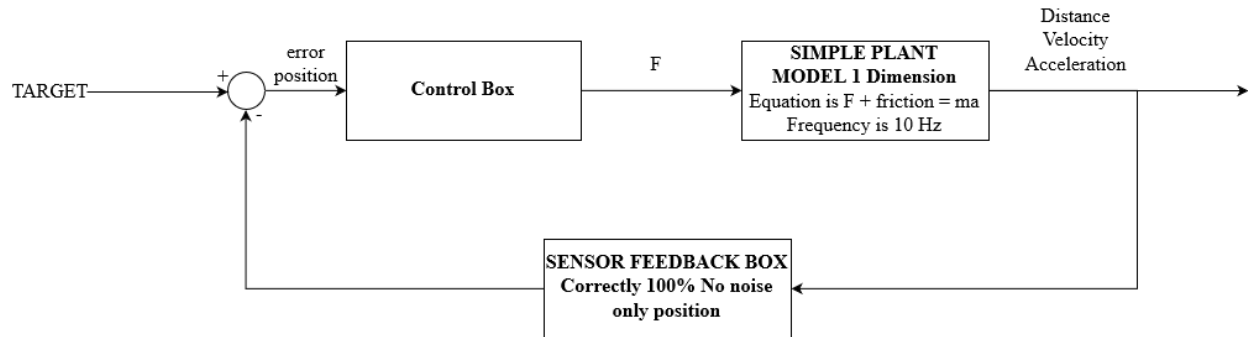 TARGET
+
-
error
position
Control Box
F
SIMPLE PLANT
MODEL 1 Dimension
Equation is F + friction = ma
Frequency is 10 Hz
Distance
Velocity
Acceleration
SENSOR FEEDBACK BOX
Correctly 100% No noise
only position